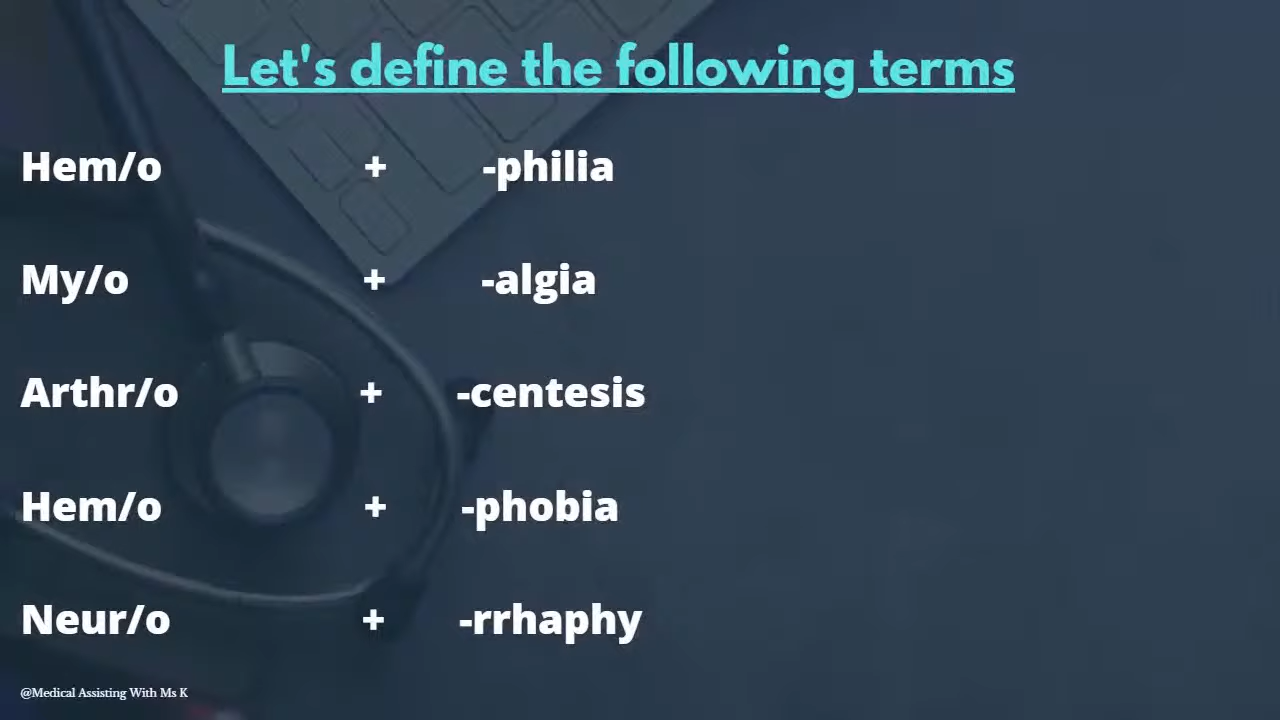 Let's define the following terms
Hem/o + -philia
My/o + -algia
Arthr/o + -centesis
Hem/o + -phobia
Neur/o + -rrhaphy
@Medical Assisting With Ms K